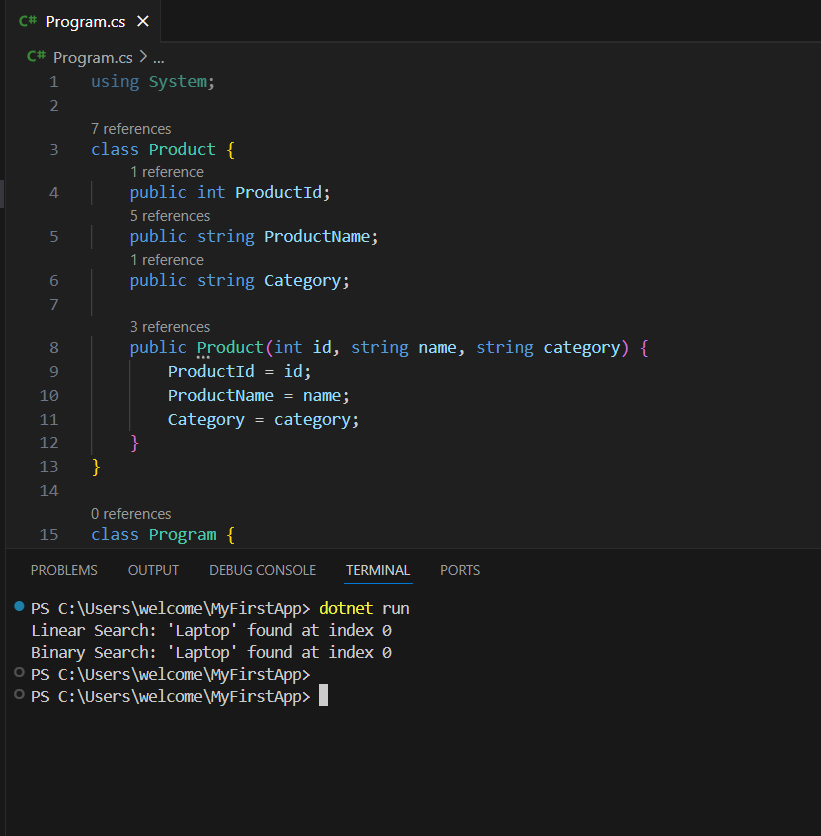 C# Program.cs ×
C# Program.cs > ...
1 using System;
2
7 references
3 class Product {
1 reference
4 public int ProductId;
5 references
5 public string ProductName;
1 reference
6 public string Category;
7
3 references
8 public Product(int id, string name, string category) {
9 ProductId = id;
10 ProductName = name;
11 Category = category;
12 }
13 }
14
0 references
15 class Program {
PROBLEMS OUTPUT DEBUG CONSOLE TERMINAL PORTS
PS C:\Users\welcome\MyFirstApp> dotnet run
Linear Search: 'Laptop' found at index 0
Binary Search: 'Laptop' found at index 0
PS C:\Users\welcome\MyFirstApp>
PS C:\Users\welcome\MyFirstApp>